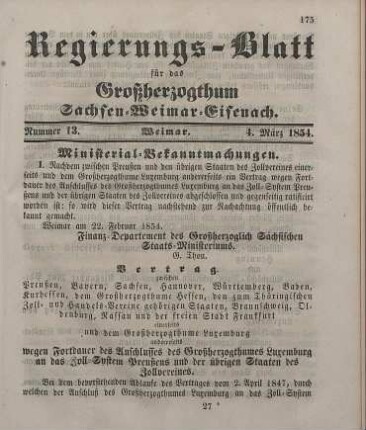 175
Regierungs-Blatt
für das
Großherzogthum
Sachsen-Weimar-Eisenach.
Nummer 13. Weimar. 4. März 1854.
Ministerial-Bekanntmachungen.
I. Nachdem zwischen Preußen und den übrigen Staaten des Zollvereines einer-
seits und dem Großherzogthume Luxemburg andererseits ein Vertrag wegen Fort-
dauer des Anschlusses des Großherzogthumes Luxemburg an das Zoll-System Preu-
ßens und der übrigen Staaten des Zollvereines abgeschlossen und gegenseitig ratifizirt
worden ist: so wird dieser Vertrag nachstehend zur Nachachtung öffentlich be-
kannt gemacht.
Weimar am 22. Februar 1854.
Finanz-Departement des Großherzoglich Sächsischen
Staats-Ministeriums.
G. Thon.
Vertrag
zwischen
Preußen, Bayern, Sachsen, Hannover, Württemberg, Baden,
Kurhessen, dem Großherzogthume Hessen, den zum Thüringischen
Zoll- und Handels-Vereine gehörigen Staaten, Braunschweig, Ol-
denburg, Nassau und der freien Stadt Frankfurt
einerseits
und dem Großherzogthume Luxemburg
andererseits
wegen Fortdauer des Anschlusses des Großherzogthumes Luxemburg
an das Zoll-System Preußens und der übrigen Staaten des
Zollvereines.
Bei dem bevorstehenden Ablaufe des Vertrages vom 2. April 1847, durch
welchen der Anschluß des Großherzogthumes Luxemburg an das Zoll-System
27 *